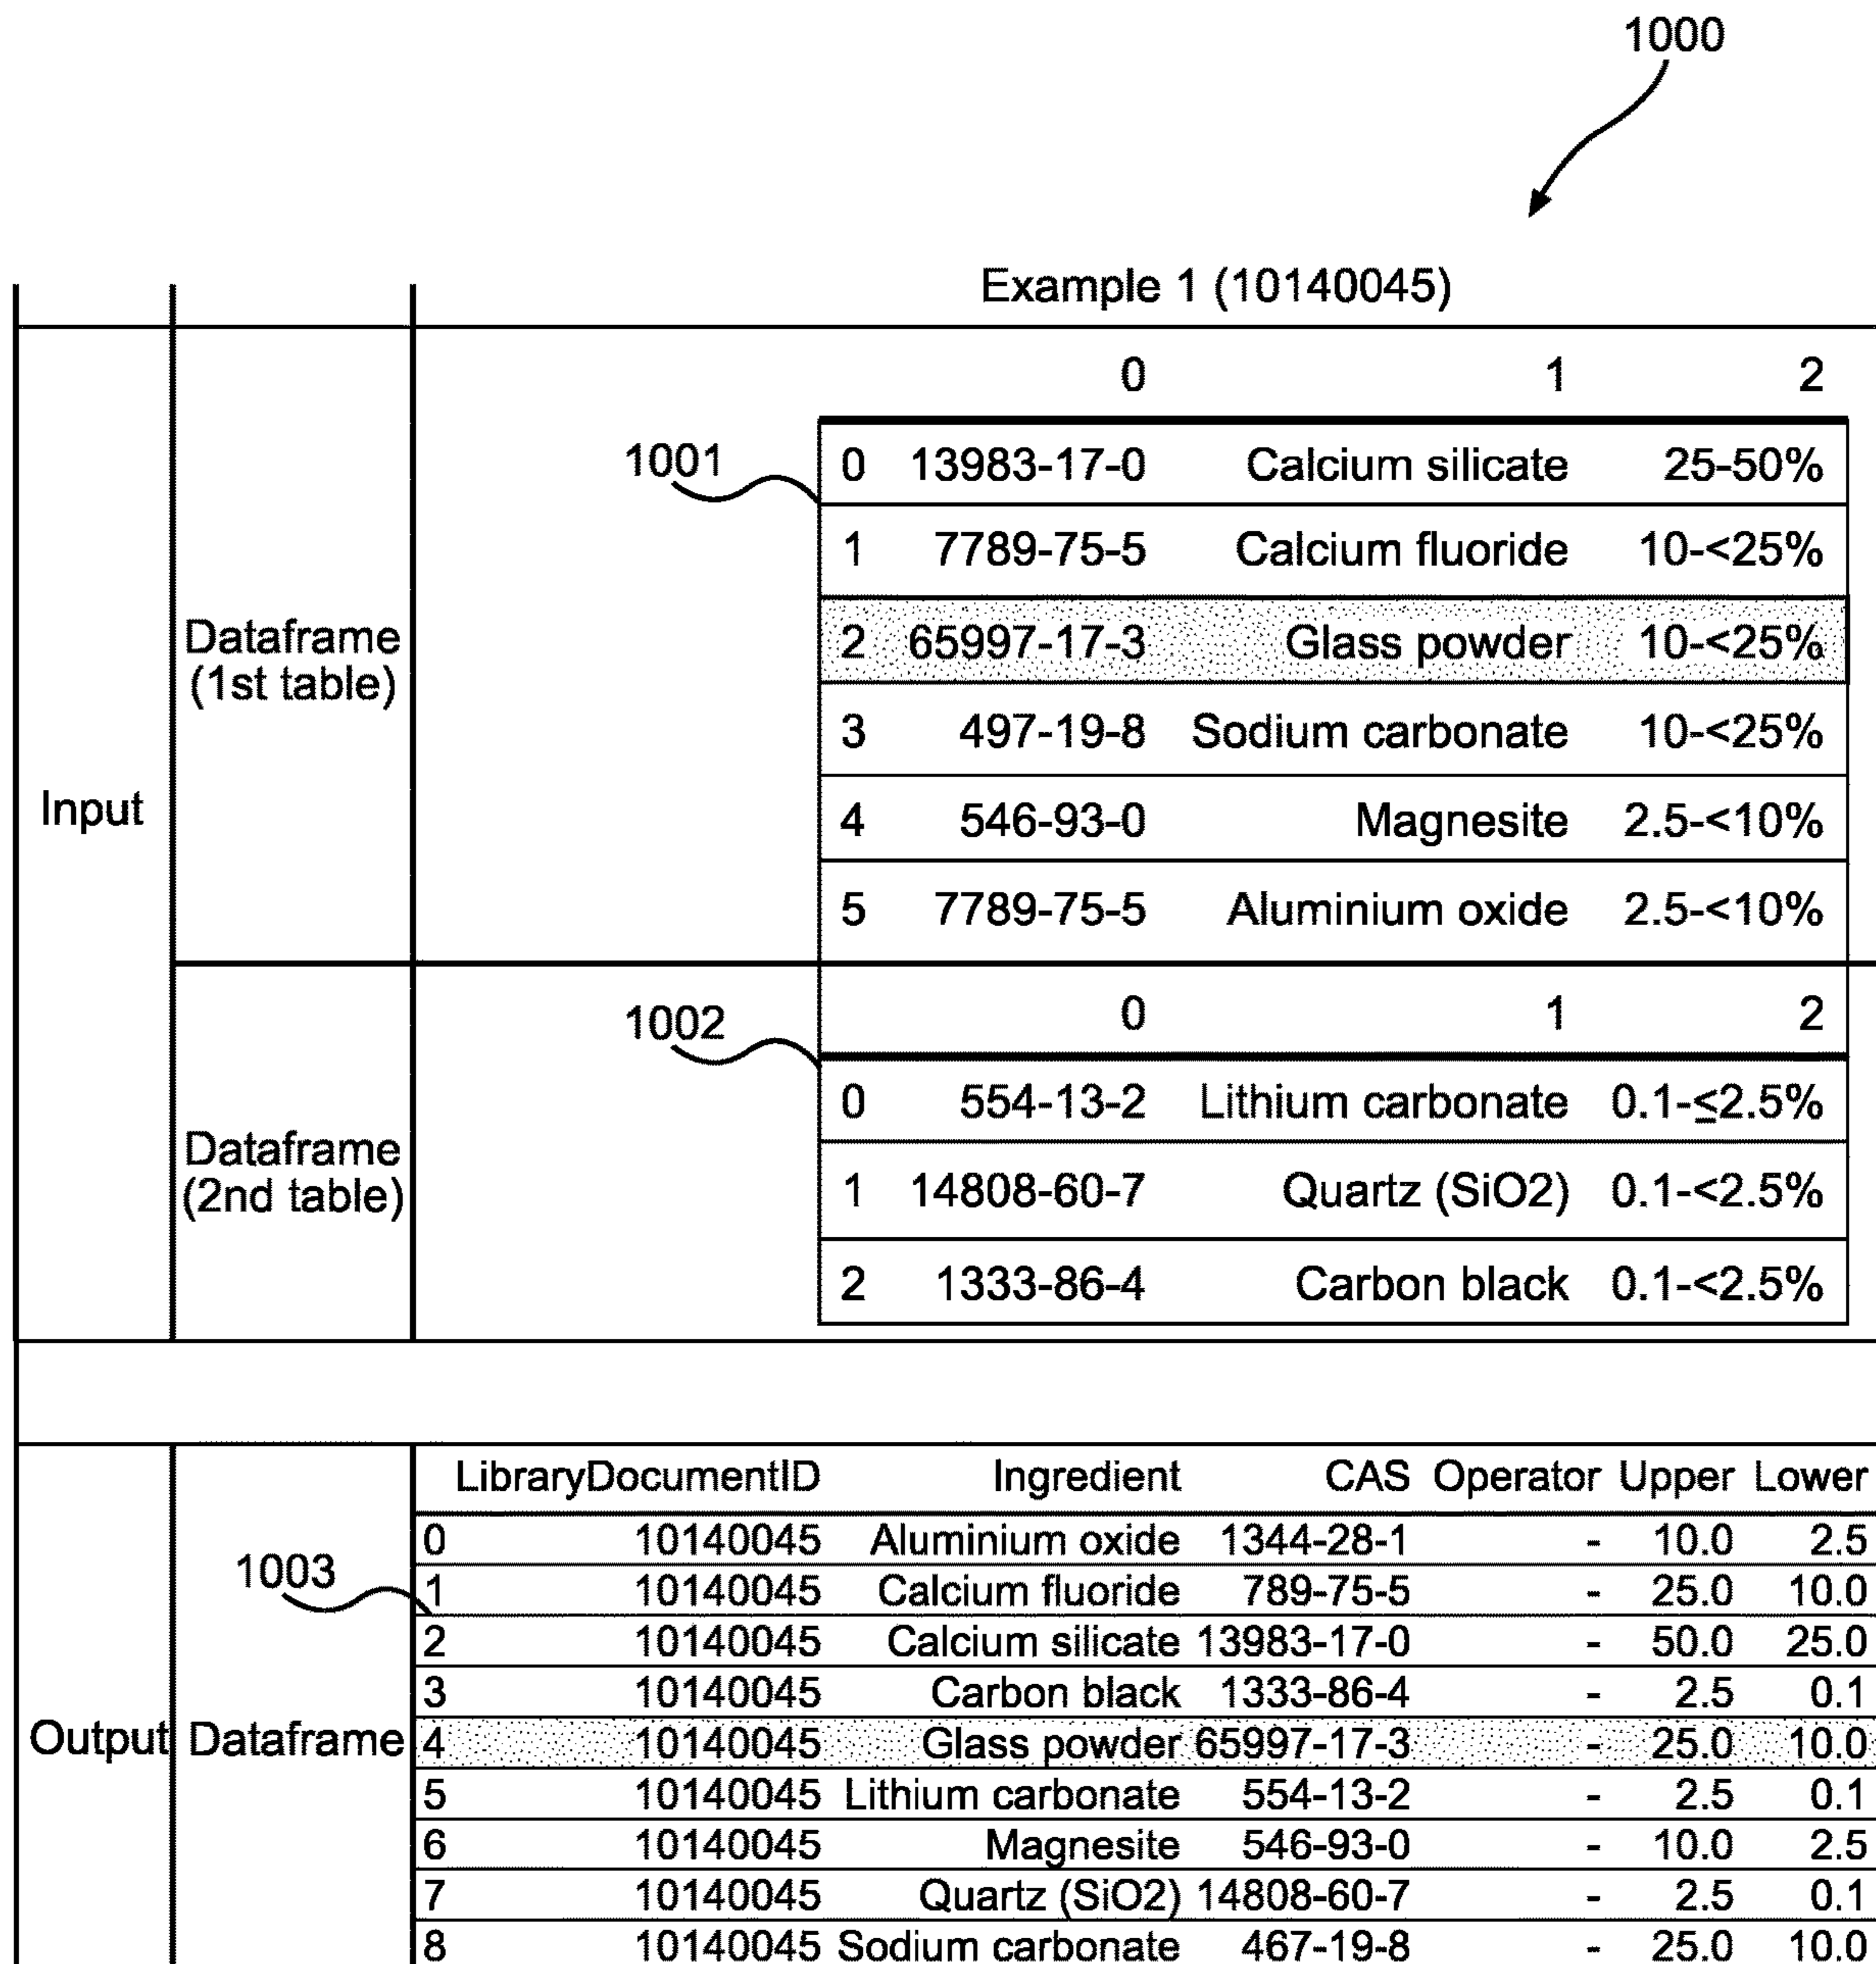 1000
Example 1 (10140045)
0 1 2
1001
0 13983-17-0 Calcium silicate 25-50%
1 7789-75-5 Calcium fluoride 10-<25%
Dataframe
(1st table)
2 65997-17-3 Glass powder 10-<25%
3 497-19-8 Sodium carbonate 10-<25%
Input
4 546-93-0 Magnesite 2.5-<10%
5 7789-75-5 Aluminium oxide 2.5-<10%
1002
0 1 2
0 554-13-2 Lithium carbonate 0.1-≤2.5%
Dataframe
(2nd table)
1 14808-60-7 Quartz (SiO2) 0.1-<2.5%
2 1333-86-4 Carbon black 0.1-<2.5%
LibraryDocumentID Ingredient CAS Operator Upper Lower
0 10140045 Aluminium oxide 1344-28-1 - 10.0 2.5
1003
1 10140045 Calcium fluoride 789-75-5 - 25.0 10.0
2 10140045 Calcium silicate 13983-17-0 - 50.0 25.0
3 10140045 Carbon black 1333-86-4 - 2.5 0.1
Output Dataframe 4 10140045 Glass powder 65997-17-3 - 25.0 10.0
5 10140045 Lithium carbonate 554-13-2 - 2.5 0.1
6 10140045 Magnesite 546-93-0 - 10.0 2.5
7 10140045 Quartz (SiO2) 14808-60-7 - 2.5 0.1
8 10140045 Sodium carbonate 467-19-8 - 25.0 10.0